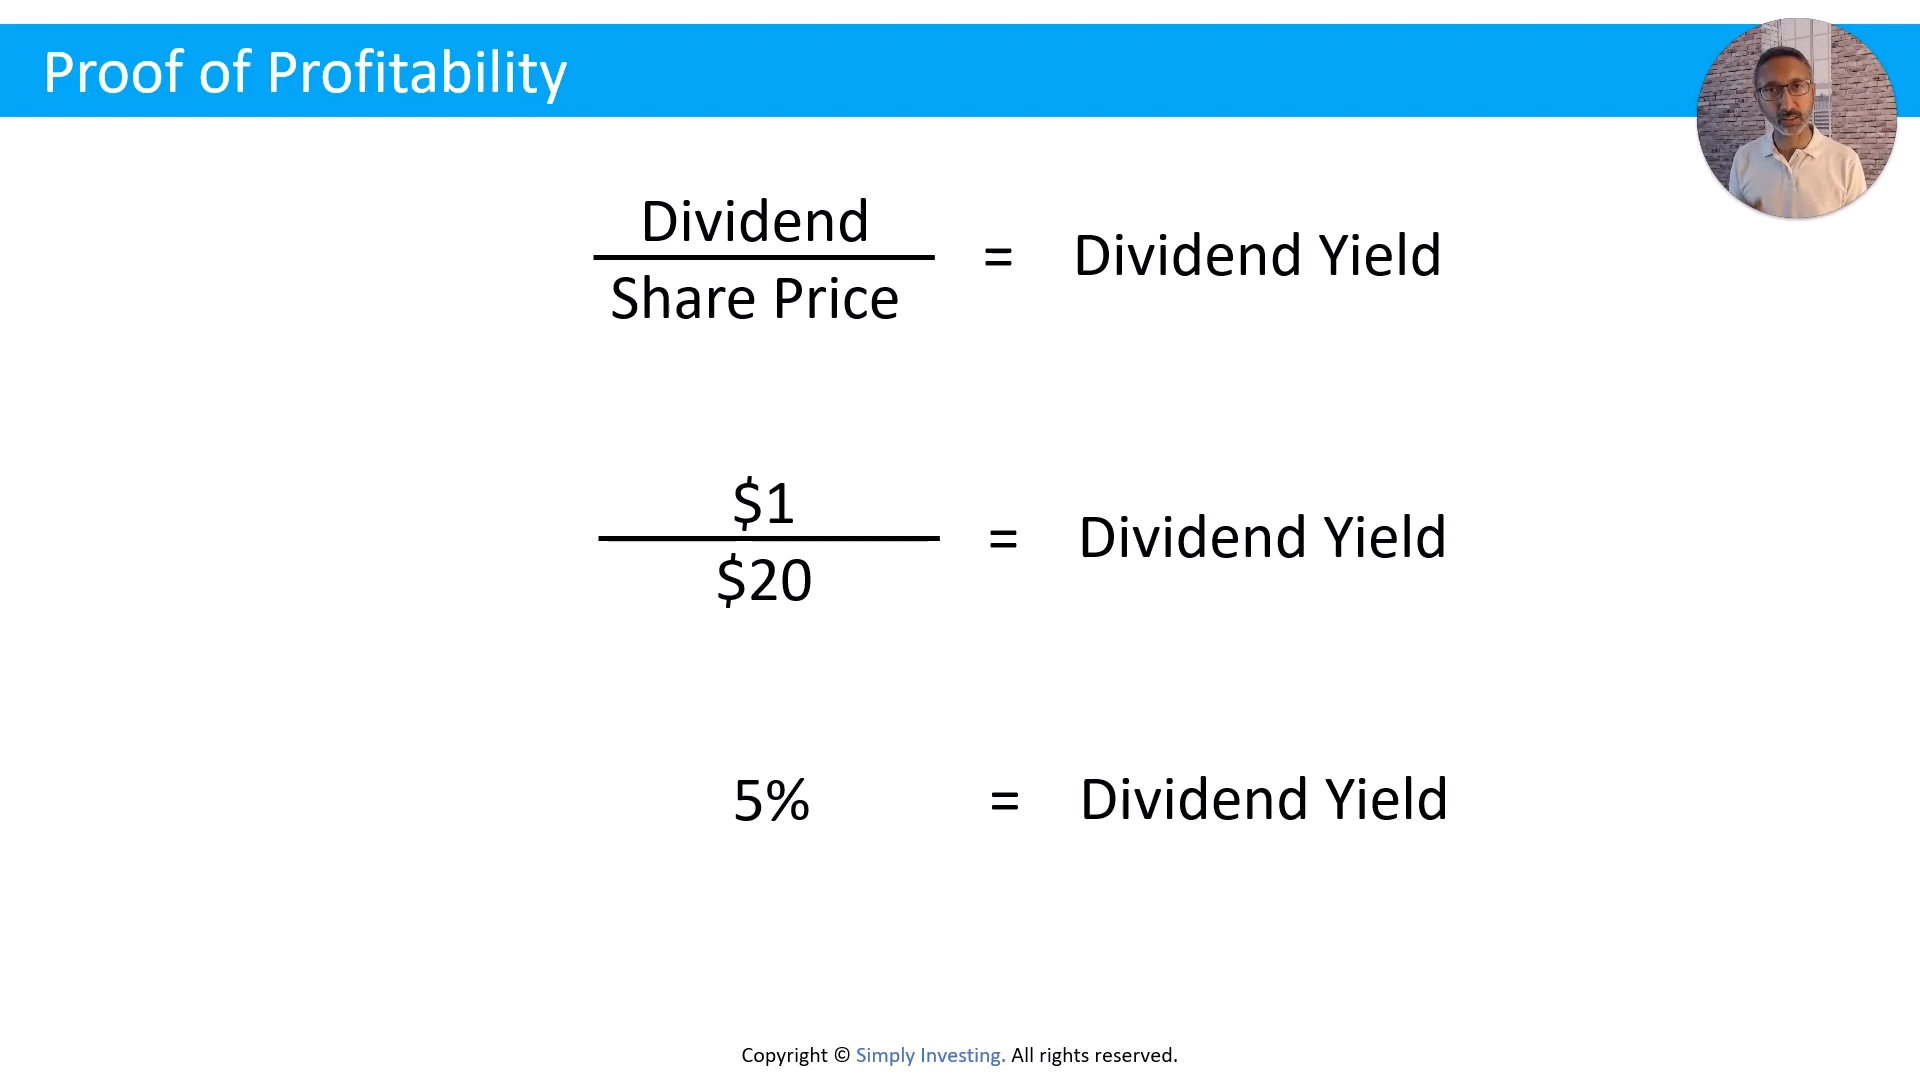 Proof of Profitability
Dividend
Share Price
= Dividend Yield
$1
$20
= Dividend Yield
5% = Dividend Yield
Copyright © Simply Investing. All rights reserved.